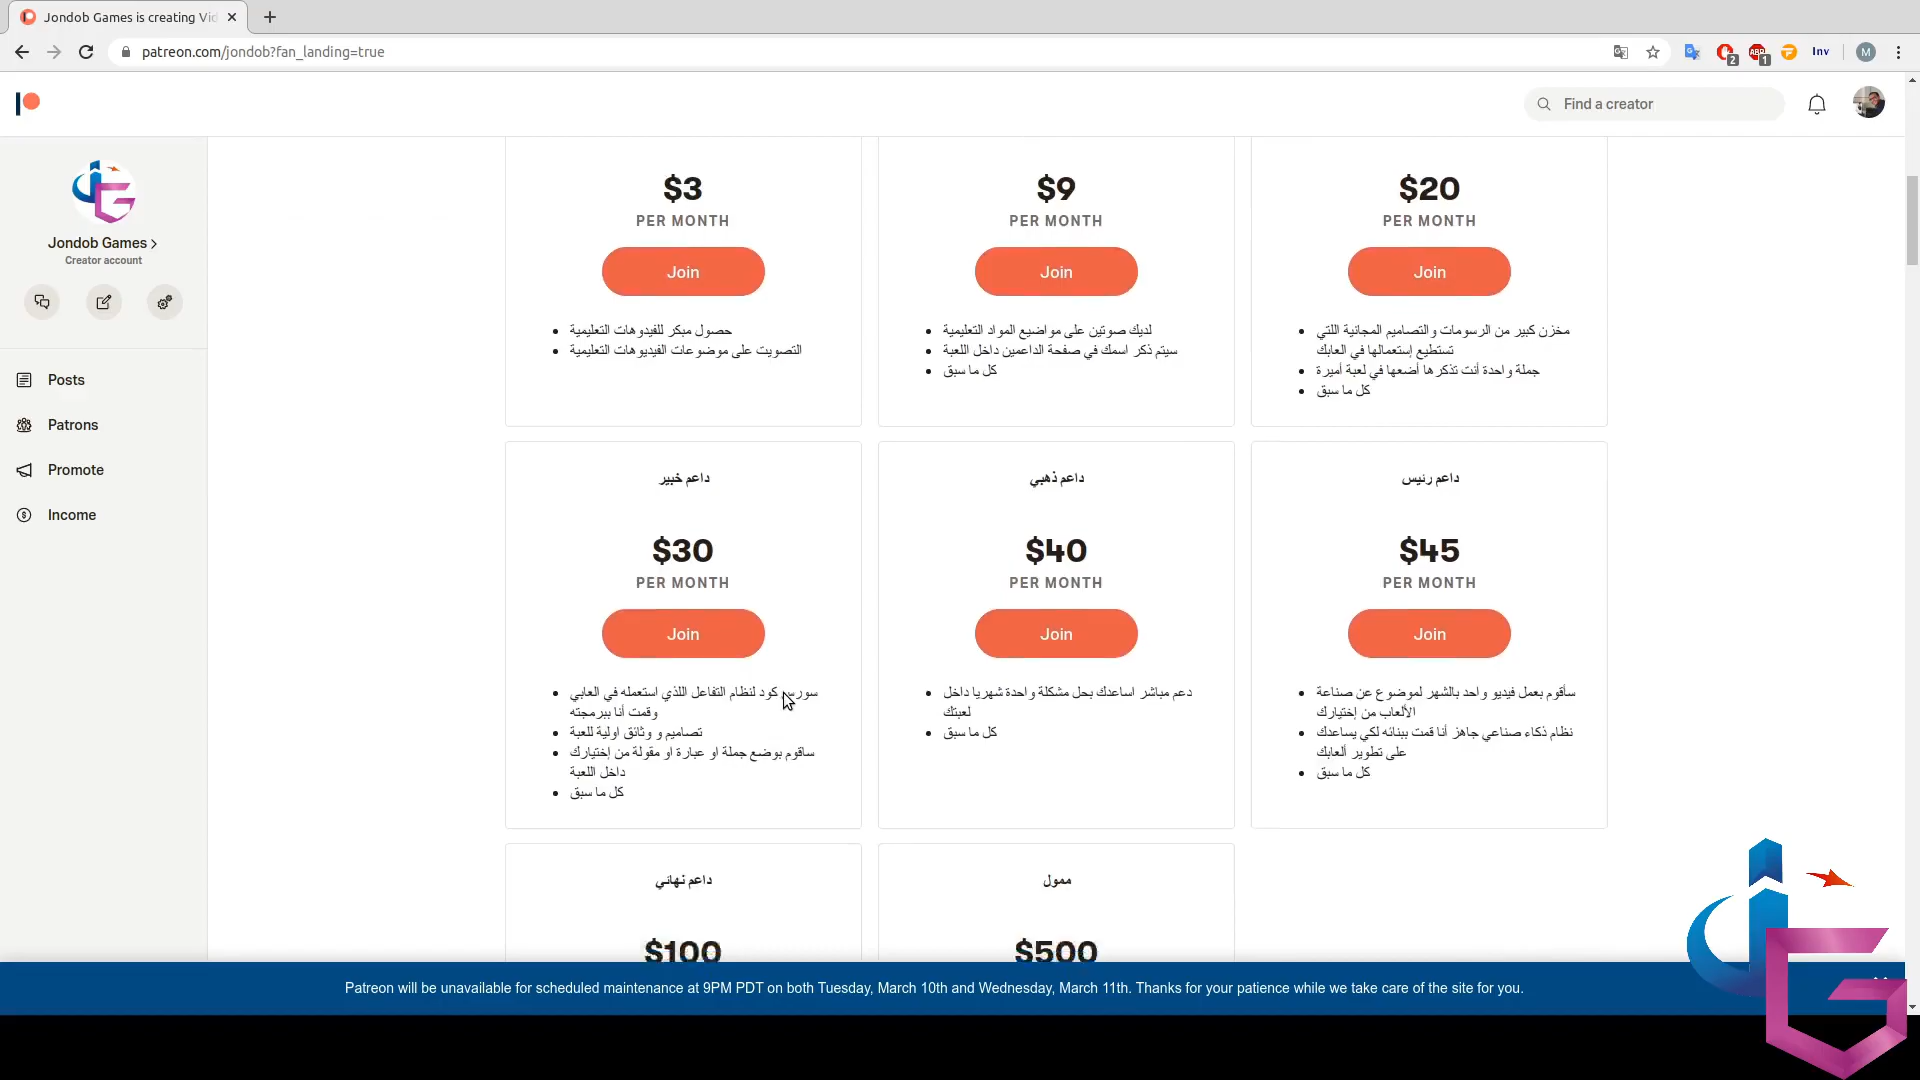 Jondob Games is creating Vid
patreon.com/jondob?fan_landing=true
2
ABP
1
Inv
M
Find a creator
Jondob Games
Creator account
Posts
Patrons
Promote
Income
$3
PER MONTH
Join
حصول مبكر للفيدوهات التعليمية
التصويت على موضوعات الفيديوهات التعليمية
$9
PER MONTH
Join
لديك صوتين على مواضيع المواد التعليمية
سيتم ذكر اسمك في صفحة الداعمين داخل اللعبة
كل ما سبق
$20
PER MONTH
Join
مخزن كبير من الرسومات والتصاميم المجانية اللتي
تستطيع إستعمالها في العابك
جملة واحدة أنت تذكرها أضعها في لعبة أميرة
كل ما سبق
داعم خبير
$30
PER MONTH
Join
سورس كود لنظام التفاعل اللذي استعمله في العابي
وقمت أنا ببرمجته
تصاميم و وثائق اولية للعبة
ساقوم بوضع جملة او عبارة او مقولة من إختيارك
داخل اللعبة
كل ما سبق
داعم ذهبي
$40
PER MONTH
Join
دعم مباشر اساعدك بحل مشكلة واحدة شهريا داخل
لعبتك
كل ما سبق
داعم رئيس
$45
PER MONTH
Join
سأقوم بعمل فيديو واحد بالشهر لموضوع عن صناعة
الألعاب من إختيارك
نظام ذكاء صناعي جاهز أنا قمت ببنائه لكي يساعدك
على تطوير ألعابك
كل ما سبق
داعم نهائي
$100
ممول
$500
Patreon will be unavailable for scheduled maintenance at 9PM PDT on both Tuesday, March 10th and Wednesday, March 11th. Thanks for your patience while we take care of the site for you.